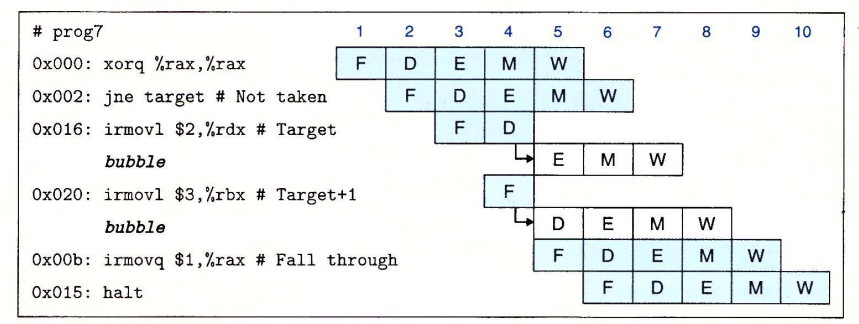 # prog7 1 2 3 4 5 6 7 8 9 10
0x000: xorq %rax,%rax F D E M W
0x002: jne target # Not taken F D E M W
0x016: irmovl $2,%rdx # Target F D
bubble E M W
0x020: irmovl $3,%rbx # Target+1 F
bubble D E M W
0x00b: irmovq $1,%rax # Fall through F D E M W
0x015: halt F D E M W